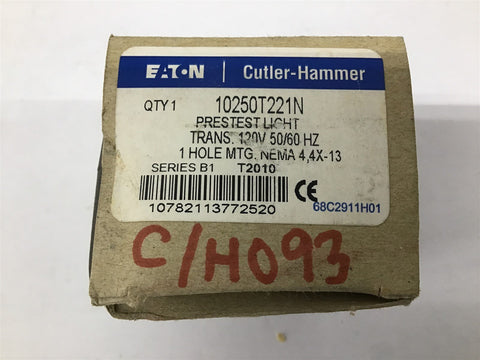 EATON | Cutler-Hammer
QTY 1 10250T221N
PRESTEST LIGHT
TRANS. 120V 50/60 HZ
1 HOLE MTG. NEMA 4,4X-13
SERIES B1 T2010
CE
10782113772520
68C2911H01
C/H093